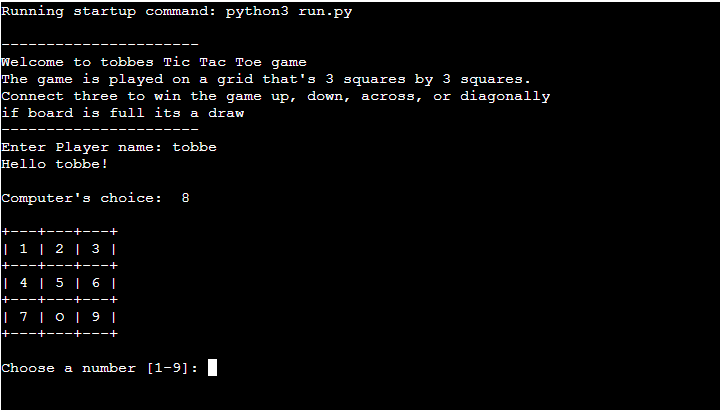 Running startup command: python3 run.py
----------------------
Welcome to tobbes Tic Tac Toe game
The game is played on a grid that's 3 squares by 3 squares.
Connect three to win the game up, down, across, or diagonally
if board is full its a draw
----------------------
Enter Player name: tobbe
Hello tobbe!
Computer's choice:  8
+---+---+---+
| 1 | 2 | 3 |
+---+---+---+
| 4 | 5 | 6 |
+---+---+---+
| 7 | O | 9 |
+---+---+---+
Choose a number [1-9]: